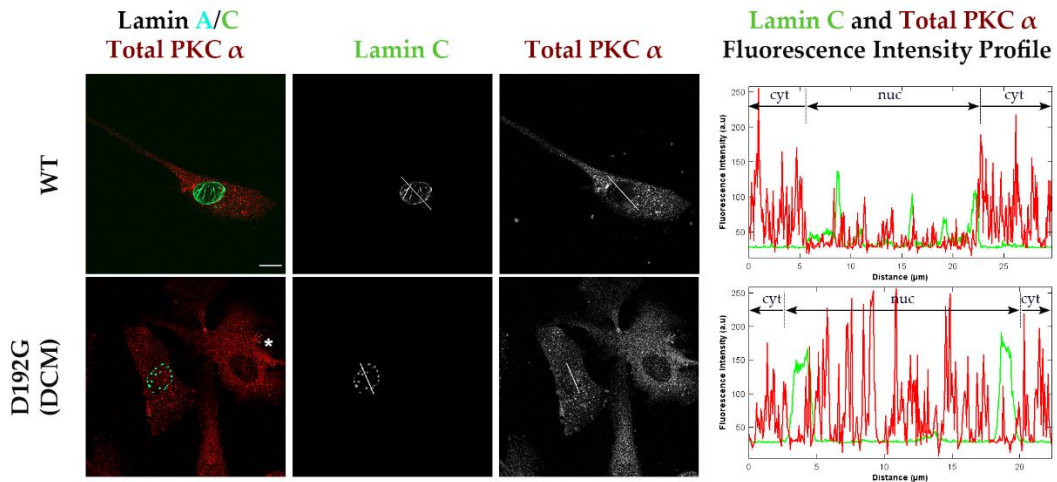 Lamin A/C
Total PKC α
Lamin C
Total PKC α
Lamin C and Total PKC α
Fluorescence Intensity Profile
WT
cyt
nuc
cyt
Fluorescence Intensity (a.u)
250
200
150
100
50
0
5
10
15
20
25
Distance (µm)
D192G
(DCM)
*
cyt
nuc
cyt
Fluorescence Intensity (a.u)
250
200
150
100
50
0
5
10
15
20
Distance (µm)